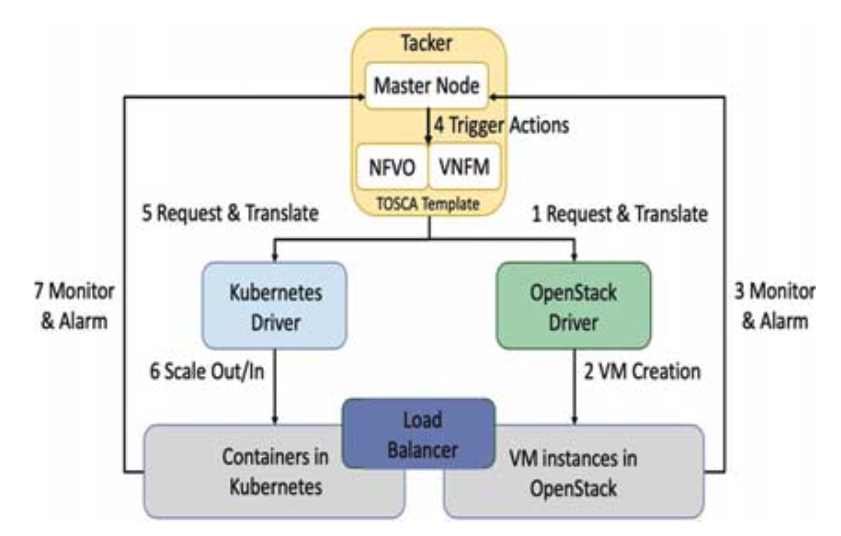 Tacker
Master Node
4 Trigger Actions
NFVO
VNFM
TOSCA Template
5 Request & Translate
1 Request & Translate
Kubernetes
Driver
OpenStack
Driver
7 Monitor
& Alarm
3 Monitor
& Alarm
6 Scale Out/In
2 VM Creation
Load
Balancer
Containers in
Kubernetes
VM instances in
OpenStack